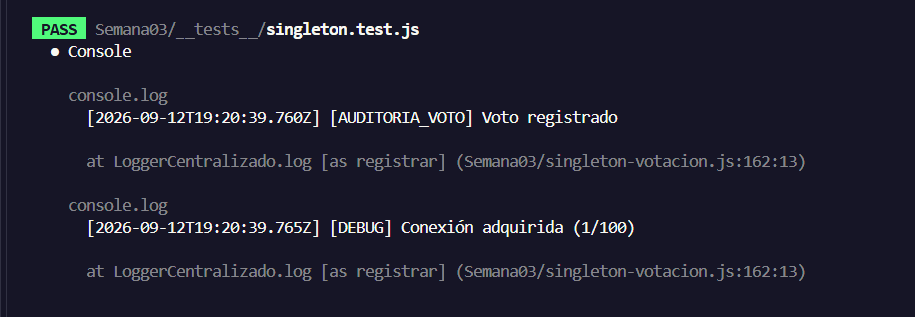 PASS Semana03/__tests__/singleton.test.js
● Console
console.log
[2026-09-12T19:20:39.760Z] [AUDITORIA_VOTO] Voto registrado
at LoggerCentralizado.log [as registrar] (Semana03/singleton-votacion.js:162:13)
console.log
[2026-09-12T19:20:39.765Z] [DEBUG] Conexión adquirida (1/100)
at LoggerCentralizado.log [as registrar] (Semana03/singleton-votacion.js:162:13)